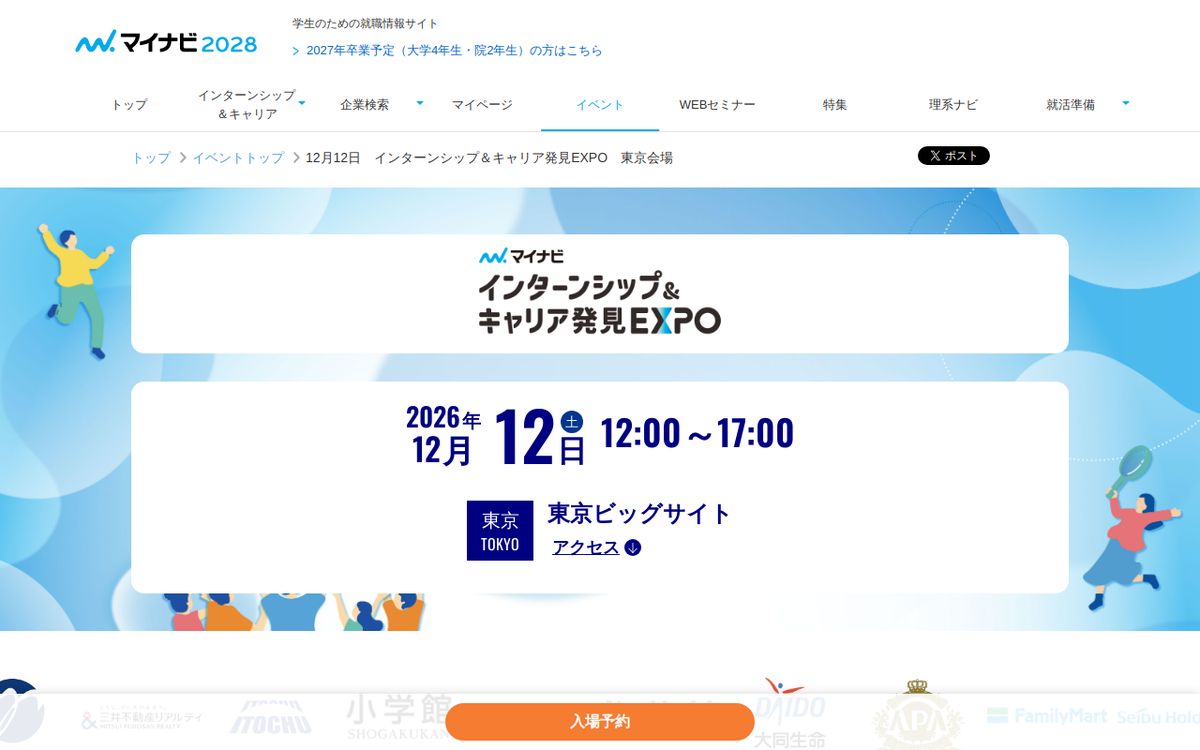 マイナビ2028
学生のための就職情報サイト
2027年卒業予定（大学4年生・院2年生）の方はこちら
トップ
インターンシップ
＆キャリア
企業検索
マイページ
イベント
WEBセミナー
特集
理系ナビ
就活準備
トップ イベントトップ 12月12日　インターンシップ＆キャリア発見EXPO　東京会場
ポスト
マイナビ
インターンシップ&
キャリア発見EXPO
2026年
12月
12日
土
12:00～17:00
東京
TOKYO
東京ビッグサイト
アクセス
三井不動産リアルティ
MITSUI FUDOSAN REALTY
ITOCHU
小学館
SHOGAKUKAN
入場予約
DAIDO
大同生命
APA
FamilyMart
Seibu Hold